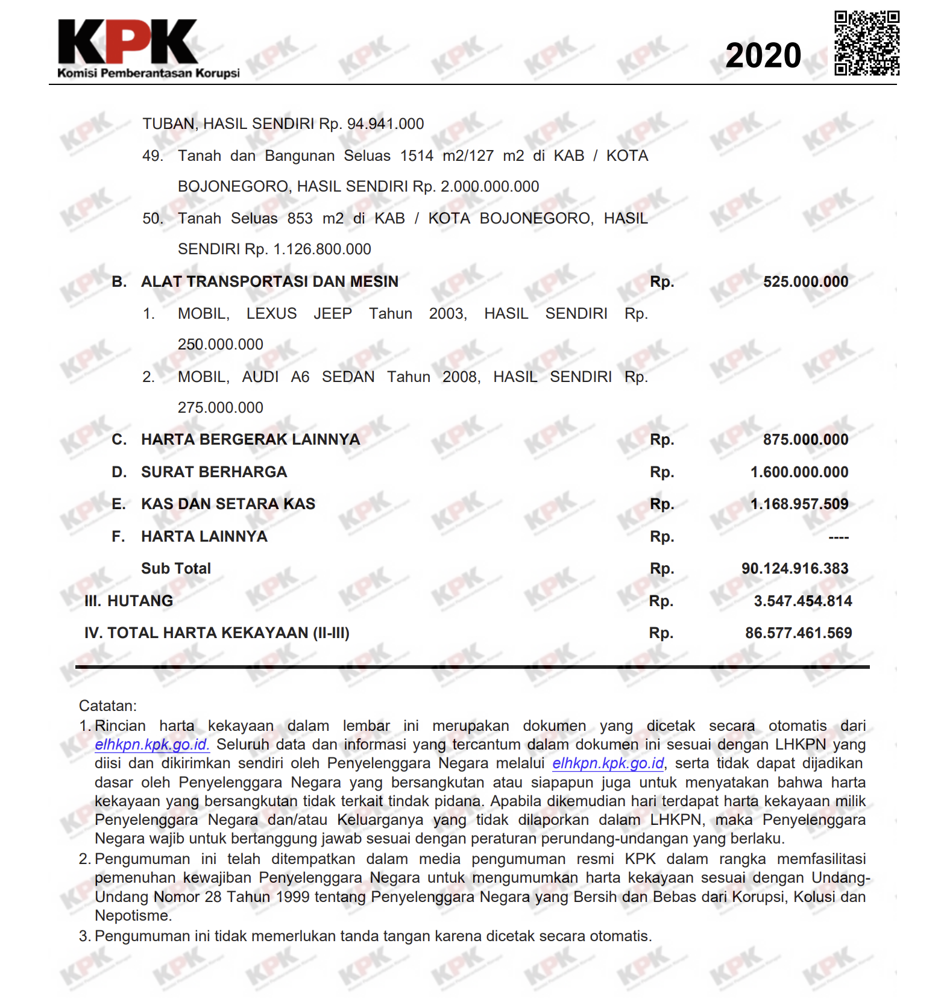 KPK
Komisi Pemberantasan Korupsi
2020
TUBAN, HASIL SENDIRI Rp. 94.941.000
49. Tanah dan Bangunan Seluas 1514 m2/127 m2 di KAB / KOTA
BOJONEGORO, HASIL SENDIRI Rp. 2.000.000.000
50. Tanah Seluas 853 m2 di KAB / KOTA BOJONEGORO, HASIL
SENDIRI Rp. 1.126.800.000
B. ALAT TRANSPORTASI DAN MESIN Rp. 525.000.000
1. MOBIL, LEXUS JEEP Tahun 2003, HASIL SENDIRI Rp.
250.000.000
2. MOBIL, AUDI A6 SEDAN Tahun 2008, HASIL SENDIRI Rp.
275.000.000
C. HARTA BERGERAK LAINNYA Rp. 875.000.000
D. SURAT BERHARGA Rp. 1.600.000.000
E. KAS DAN SETARA KAS Rp. 1.168.957.509
F. HARTA LAINNYA Rp. ----
Sub Total Rp. 90.124.916.383
III. HUTANG Rp. 3.547.454.814
IV. TOTAL HARTA KEKAYAAN (II-III) Rp. 86.577.461.569
Catatan:
1. Rincian harta kekayaan dalam lembar ini merupakan dokumen yang dicetak secara otomatis dari
elhkpn.kpk.go.id. Seluruh data dan informasi yang tercantum dalam dokumen ini sesuai dengan LHKPN yang
diisi dan dikirimkan sendiri oleh Penyelenggara Negara melalui elhkpn.kpk.go.id, serta tidak dapat dijadikan
dasar oleh Penyelenggara Negara yang bersangkutan atau siapapun juga untuk menyatakan bahwa harta
kekayaan yang bersangkutan tidak terkait tindak pidana. Apabila dikemudian hari terdapat harta kekayaan milik
Penyelenggara Negara dan/atau Keluarganya yang tidak dilaporkan dalam LHKPN, maka Penyelenggara
Negara wajib untuk bertanggung jawab sesuai dengan peraturan perundang-undangan yang berlaku.
2. Pengumuman ini telah ditempatkan dalam media pengumuman resmi KPK dalam rangka memfasilitasi
pemenuhan kewajiban Penyelenggara Negara untuk mengumumkan harta kekayaan sesuai dengan Undang-
Undang Nomor 28 Tahun 1999 tentang Penyelenggara Negara yang Bersih dan Bebas dari Korupsi, Kolusi dan
Nepotisme.
3. Pengumuman ini tidak memerlukan tanda tangan karena dicetak secara otomatis.